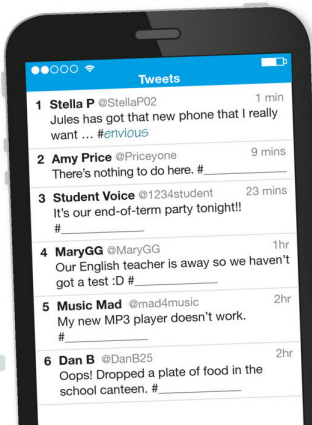 Tweets
1 Stella P @StellaP02 1 min
Jules has got that new phone that I really
want ... #envious
2 Amy Price @Priceyone 9 mins
There's nothing to do here. #____________
3 Student Voice @1234student 23 mins
It's our end-of-term party tonight!!
#____________
4 MaryGG @MaryGG 1hr
Our English teacher is away so we haven't
got a test :D #____________
5 Music Mad @mad4music 2hr
My new MP3 player doesn't work.
#____________
6 Dan B @DanB25 2hr
Oops! Dropped a plate of food in the
school canteen. #____________